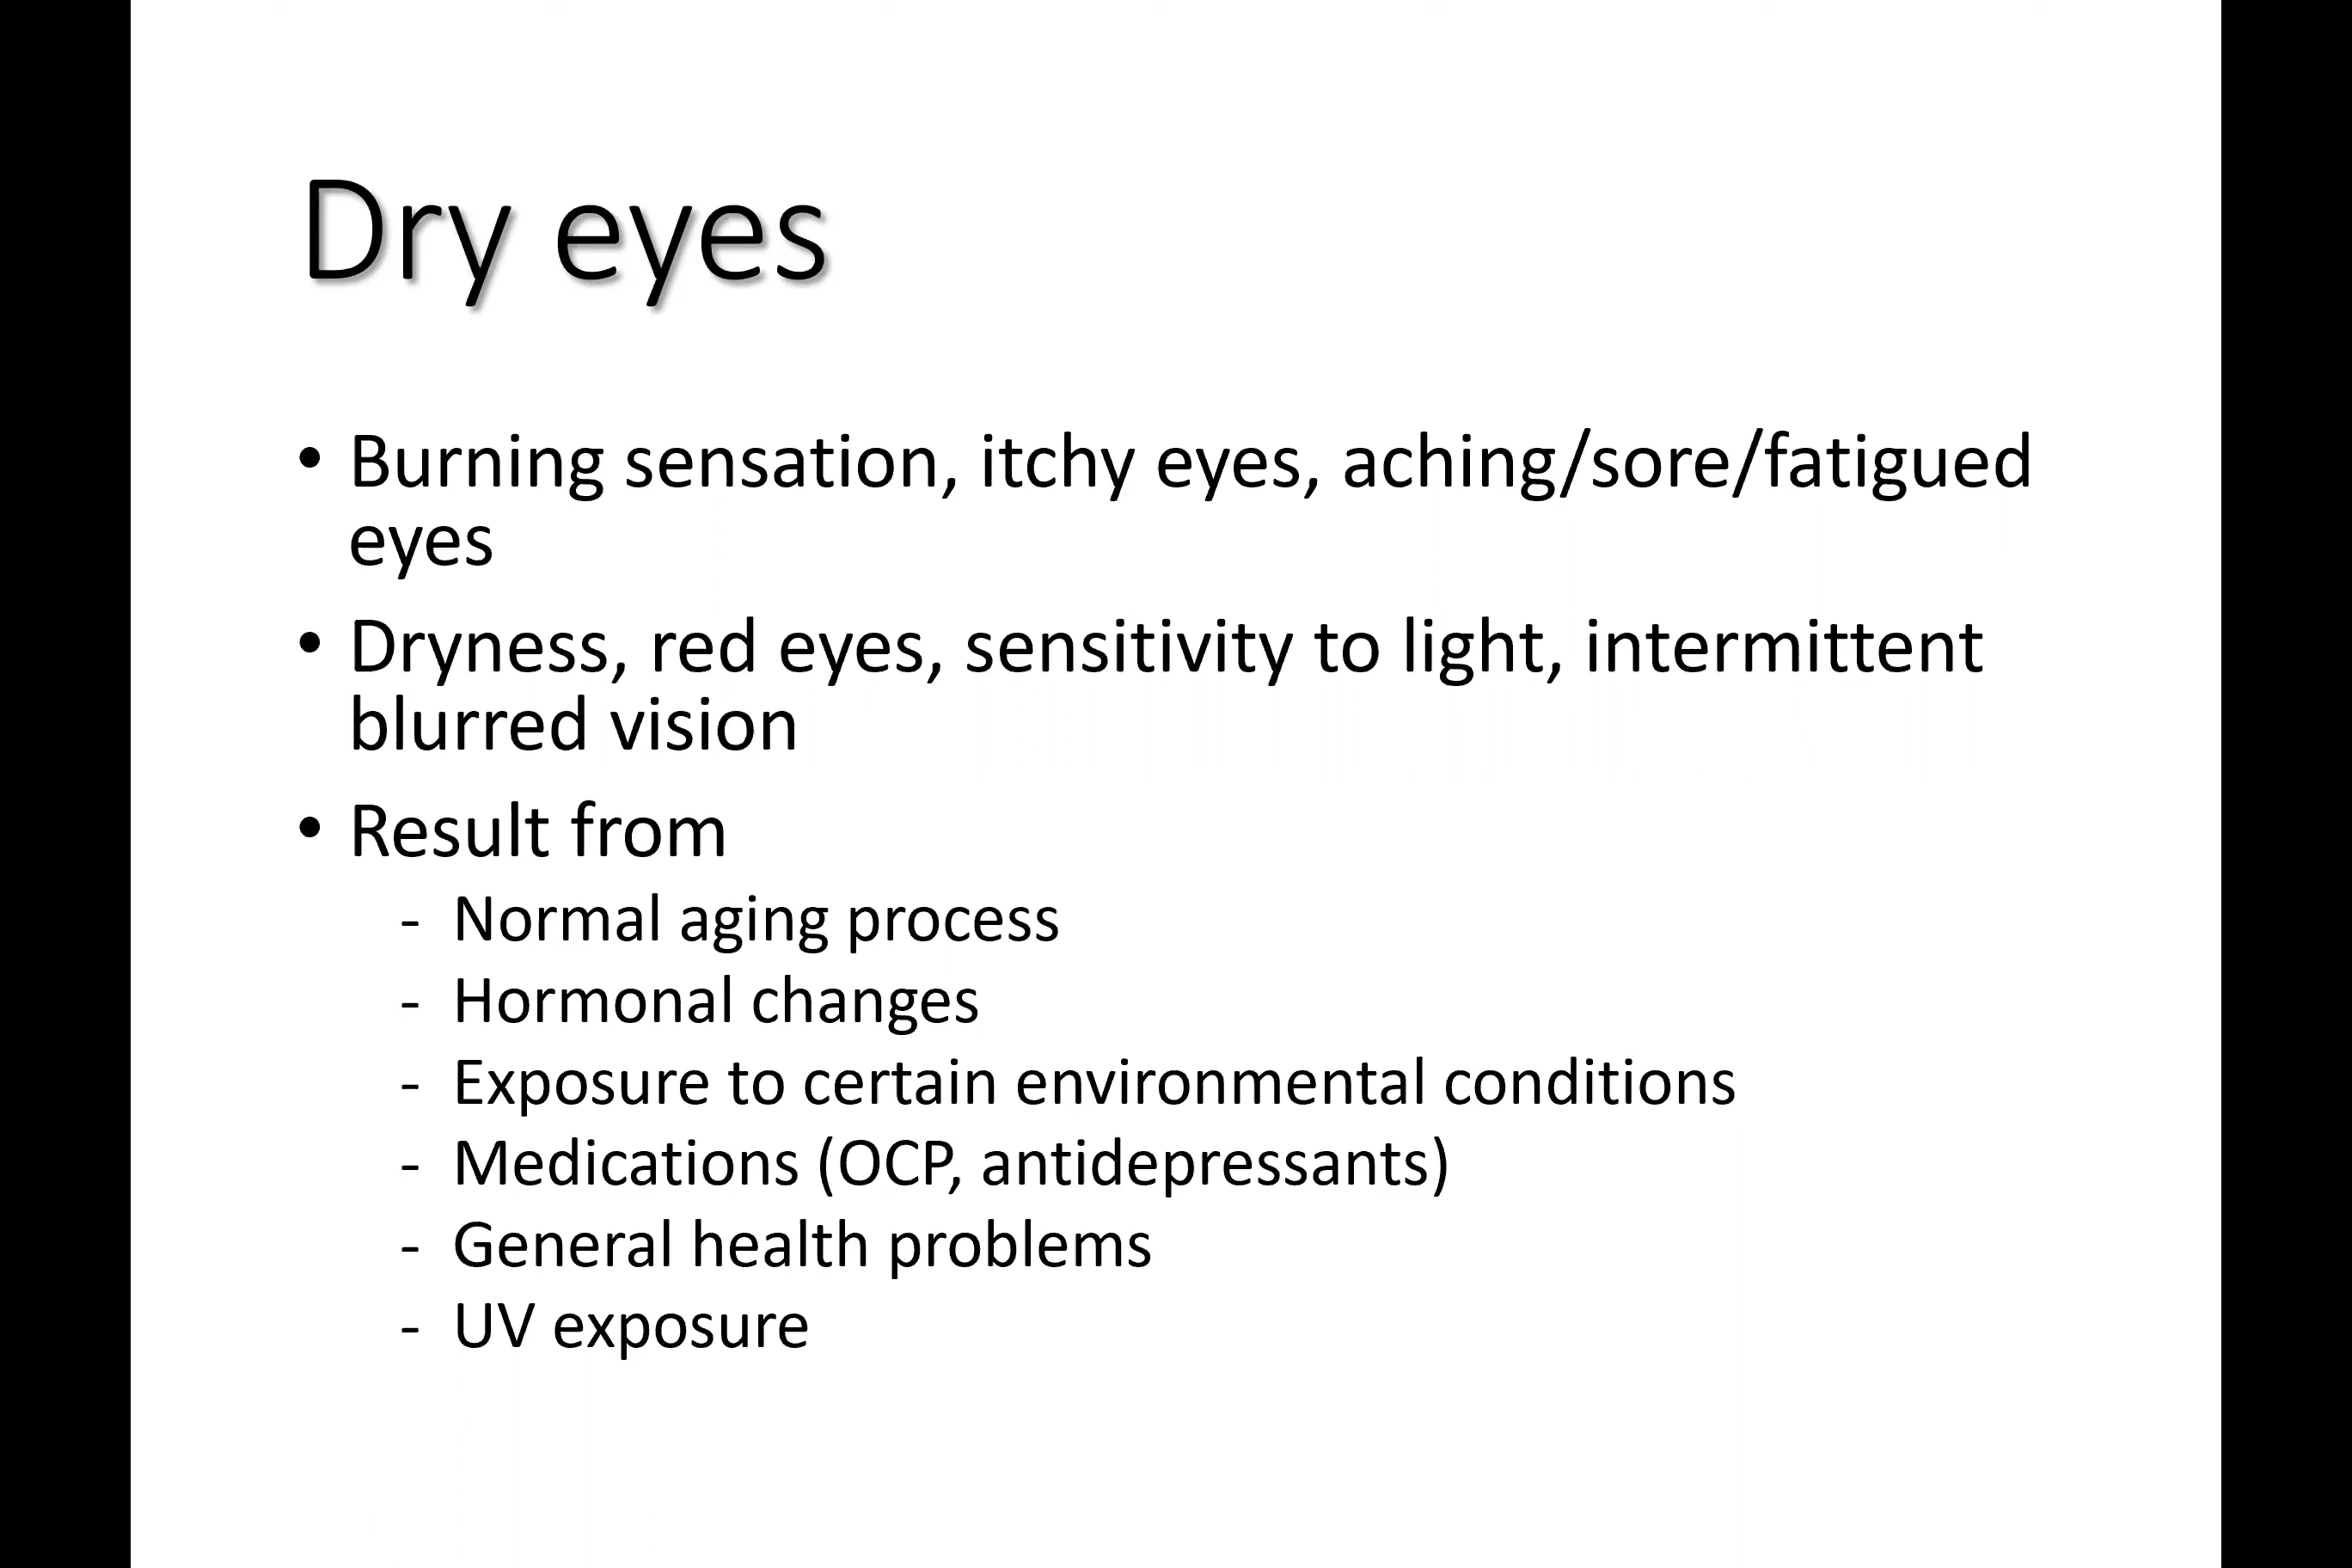 Dry eyes
• Burning sensation, itchy eyes, aching/sore/fatigued
eyes
• Dryness, red eyes, sensitivity to light, intermittent
blurred vision
• Result from
- Normal aging process
- Hormonal changes
- Exposure to certain environmental conditions
- Medications (OCP, antidepressants)
- General health problems
- UV exposure